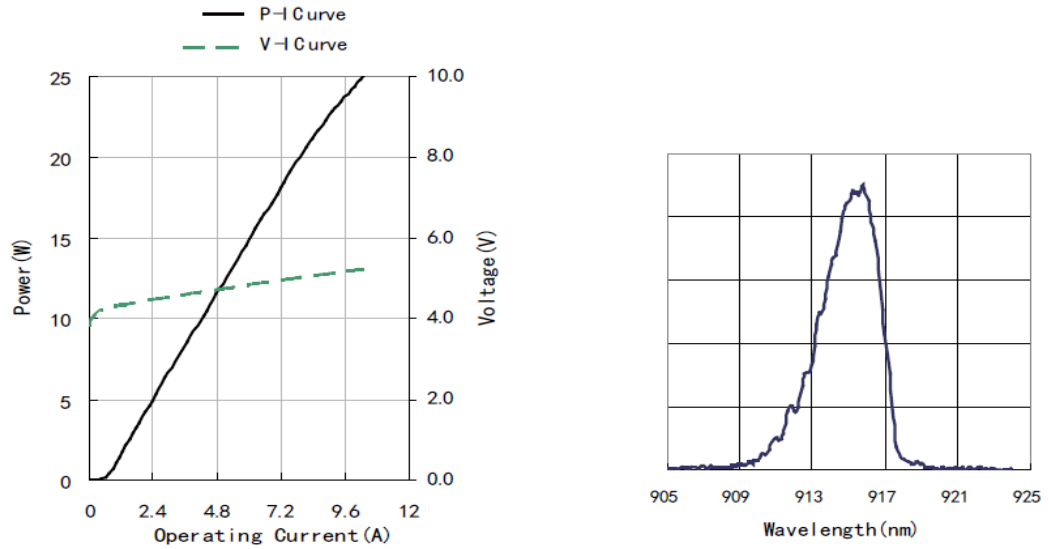 P-I Curve
V-I Curve
25
20
15
10
5
0
Power(W)
10.0
8.0
6.0
4.0
2.0
0.0
Voltage(V)
0 2.4 4.8 7.2 9.6 12
Operating Current(A)
905 909 913 917 921 925
Wavelength(nm)